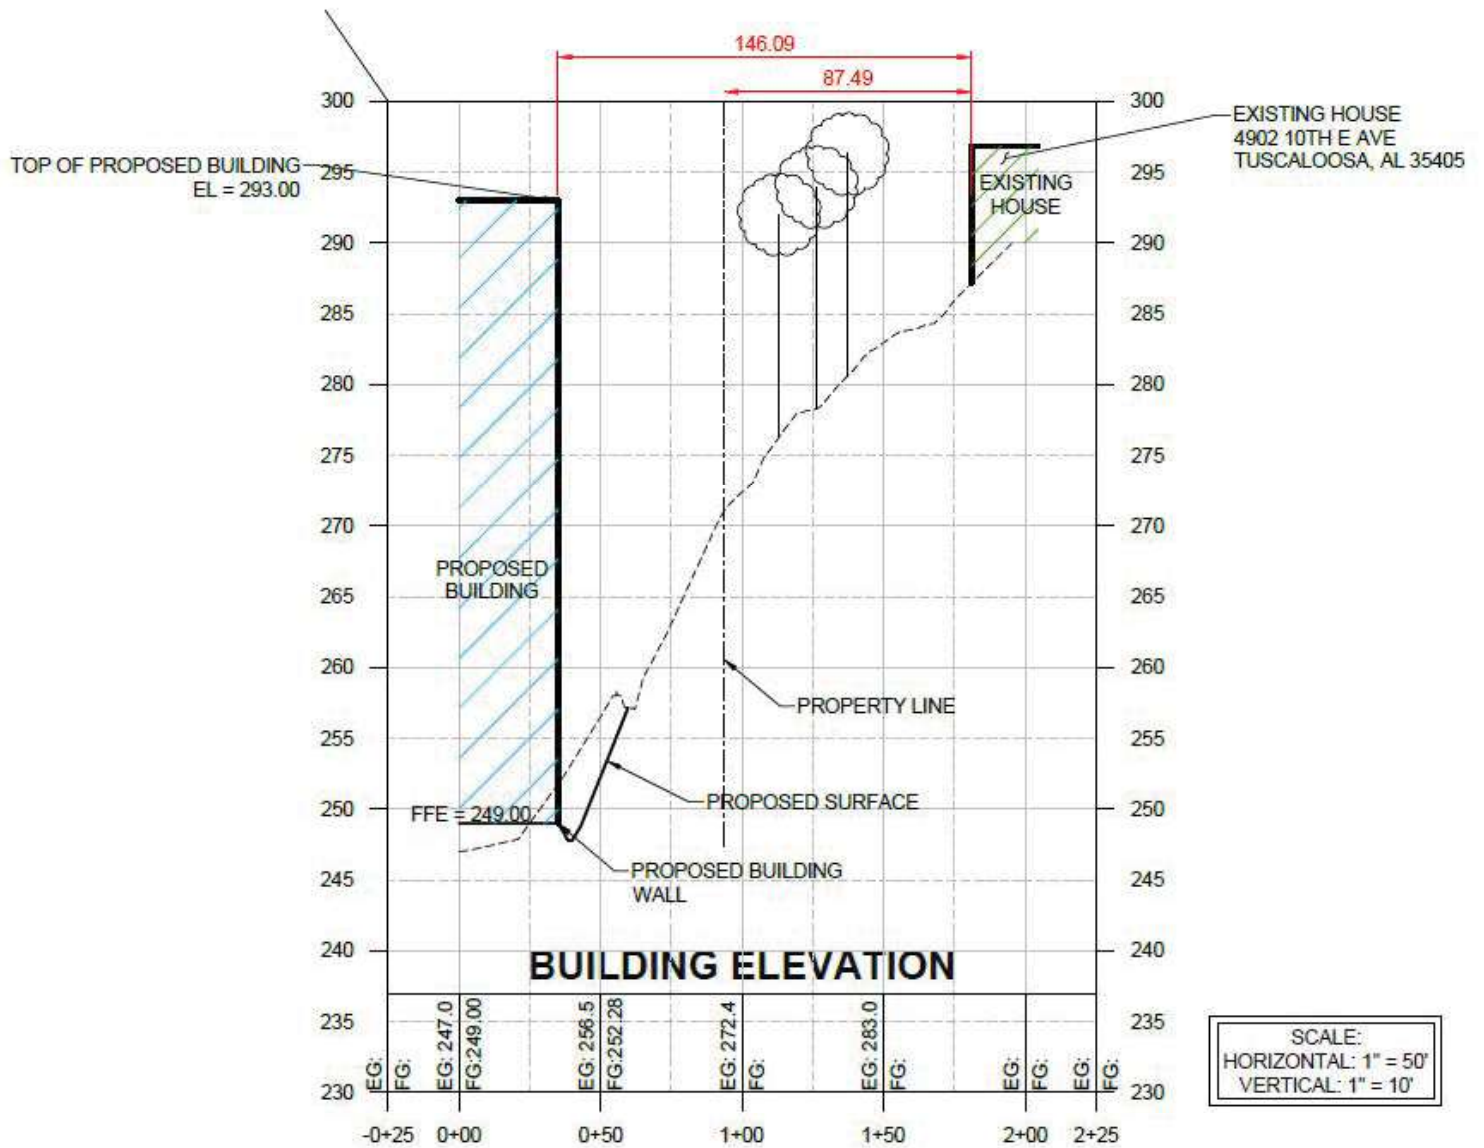 146.09
87.49
300
300
EXISTING HOUSE
4902 10TH E AVE
TUSCALOOSA, AL 35405
TOP OF PROPOSED BUILDING
EL = 293.00
295
295
EXISTING
HOUSE
290
290
285
285
280
280
275
275
270
270
PROPOSED
BUILDING
265
265
260
260
PROPERTY LINE
255
255
PROPOSED SURFACE
250
250
FFE = 249.00
PROPOSED BUILDING
WALL
245
245
240
240
BUILDING ELEVATION
235
235
230
230
EG:
FG:
EG: 247.0
FG:249.00
EG: 256.5
FG:252.28
EG: 272.4
FG:
EG: 283.0
FG:
EG:
FG:
EG:
FG:
-0+25 0+00 0+50 1+00 1+50 2+00 2+25
SCALE:
HORIZONTAL: 1" = 50'
VERTICAL: 1" = 10'